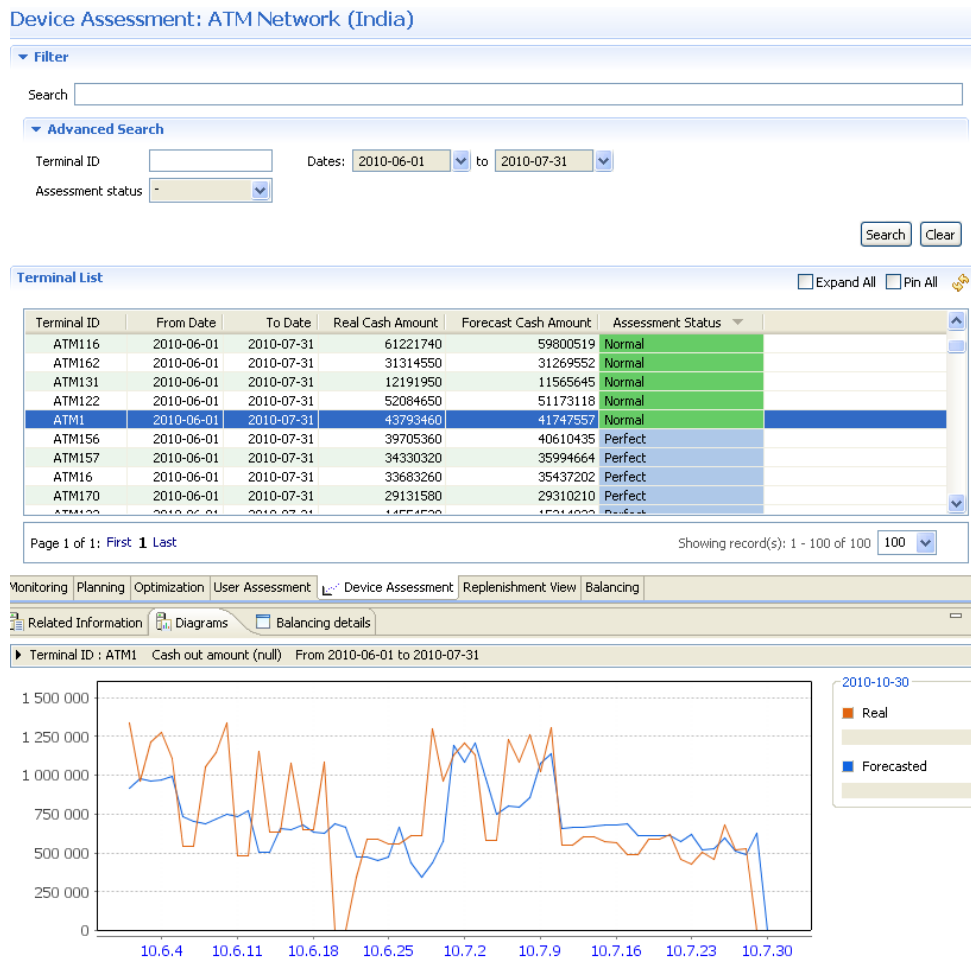 Device Assessment: ATM Network (India)
Filter
Search
Advanced Search
Terminal ID Dates: 2010-06-01 to 2010-07-31
Assessment status -
Search Clear
Terminal List Expand All Pin All
Terminal ID From Date To Date Real Cash Amount Forecast Cash Amount Assessment Status
ATM116 2010-06-01 2010-07-31 61221740 59800519 Normal
ATM162 2010-06-01 2010-07-31 31314550 31269552 Normal
ATM131 2010-06-01 2010-07-31 12191950 11565645 Normal
ATM122 2010-06-01 2010-07-31 52084650 51173118 Normal
ATM1 2010-06-01 2010-07-31 43793460 41747557 Normal
ATM156 2010-06-01 2010-07-31 39705360 40610435 Perfect
ATM157 2010-06-01 2010-07-31 34330320 35994664 Perfect
ATM16 2010-06-01 2010-07-31 33683260 35437202 Perfect
ATM170 2010-06-01 2010-07-31 29131580 29310210 Perfect
Page 1 of 1: First 1 Last Showing record(s): 1 - 100 of 100 100
Monitoring Planning Optimization User Assessment Device Assessment Replenishment View Balancing
Related Information Diagrams Balancing details
Terminal ID : ATM1 Cash out amount (null) From 2010-06-01 to 2010-07-31
2010-10-30
1 500 000
Real
1 250 000
Forecasted
1 000 000
750 000
500 000
250 000
0
10.6.4 10.6.11 10.6.18 10.6.25 10.7.2 10.7.9 10.7.16 10.7.23 10.7.30